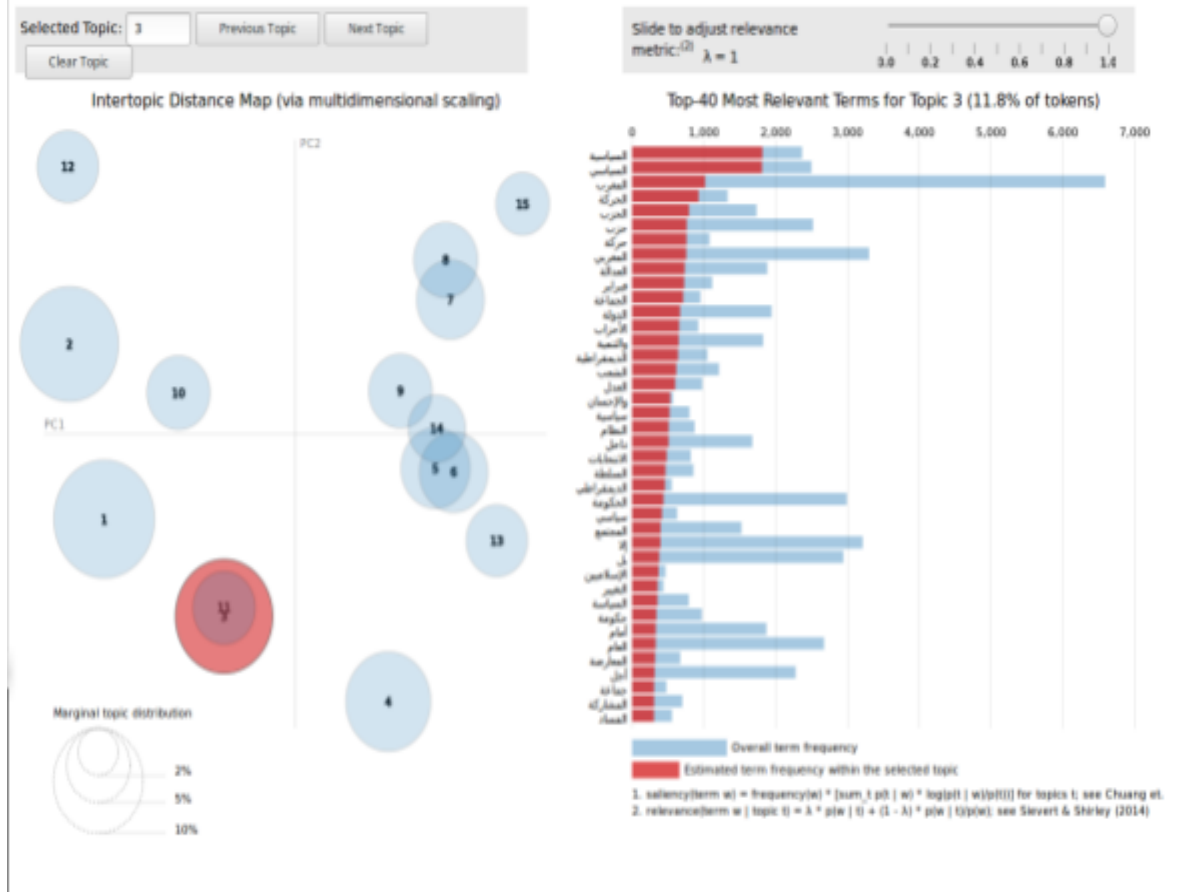 Selected Topic: 3 Previous Topic Next Topic
Clear Topic
Slide to adjust relevance
metric:(2) λ = 1
0.0 0.2 0.4 0.6 0.8 1.0
Intertopic Distance Map (via multidimensional scaling)
PC2
PC1
12
15
8
7
2
10
9
14
5 6
1
13
4
Marginal topic distribution
2%
5%
10%
Top-40 Most Relevant Terms for Topic 3 (11.8% of tokens)
0 1,000 2,000 3,000 4,000 5,000 6,000 7,000
السياسية
السياسي
المغرب
الحركة
الحزب
حزب
حركة
المغربي
العدالة
فبراير
الجماعة
الدولة
الأحزاب
والتنمية
الديمقراطية
الشعب
العدل
والإحسان
سياسية
النظام
داخل
الانتخابات
السلطة
الديمقراطي
الحكومة
سياسي
المجتمع
إلا
بل
الإسلاميين
التغيير
السياسة
حكومة
أمام
العام
المعارضة
أجل
جماعة
المشاركة
الفساد
Overall term frequency
Estimated term frequency within the selected topic
1. saliency(term w) = frequency(w) * [sum_t p(t | w) * log(p(t | w)/p(t))] for topics t; see Chuang et.
2. relevance(term w | topic t) = λ * p(w | t) + (1 - λ) * p(w | t)/p(w); see Sievert & Shirley (2014)